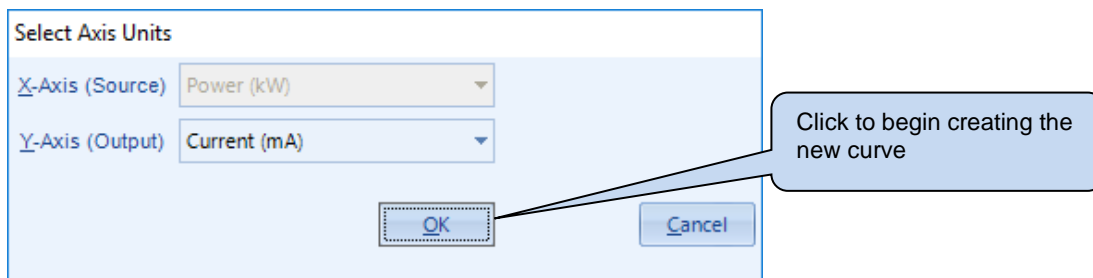 Select Axis Units
X-Axis (Source) Power (kW)
Y-Axis (Output) Current (mA)
Click to begin creating the
new curve
OK Cancel